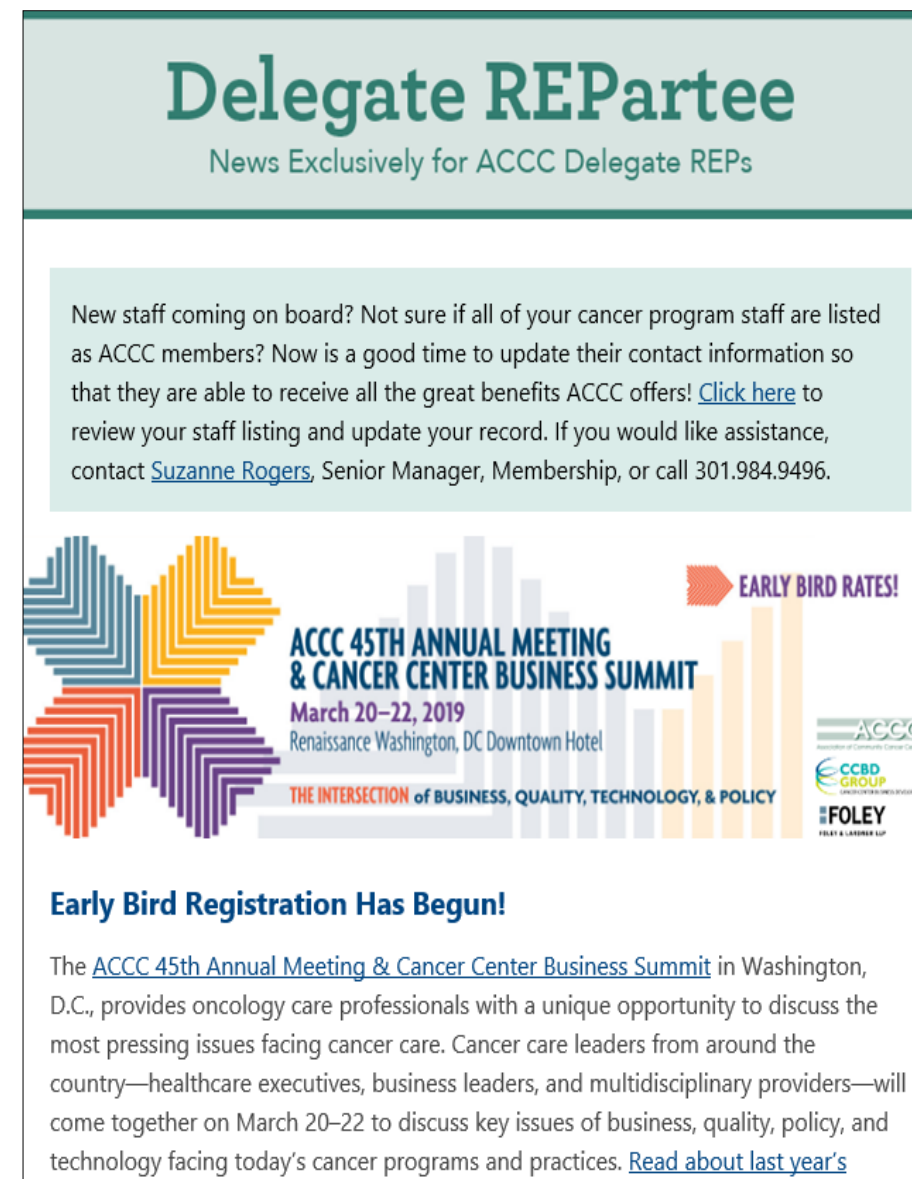 Delegate REPartee
News Exclusively for ACCC Delegate REPs
New staff coming on board? Not sure if all of your cancer program staff are listed
as ACCC members? Now is a good time to update their contact information so
that they are able to receive all the great benefits ACCC offers! Click here to
review your staff listing and update your record. If you would like assistance,
contact Suzanne Rogers, Senior Manager, Membership, or call 301.984.9496.
EARLY BIRD RATES!
ACCC 45TH ANNUAL MEETING
& CANCER CENTER BUSINESS SUMMIT
March 20–22, 2019
Renaissance Washington, DC Downtown Hotel
THE INTERSECTION of BUSINESS, QUALITY, TECHNOLOGY, & POLICY
ACCC
CCBD
GROUP
FOLEY
FOLEY & LARDNER LLP
Early Bird Registration Has Begun!
The ACCC 45th Annual Meeting & Cancer Center Business Summit in Washington,
D.C., provides oncology care professionals with a unique opportunity to discuss the
most pressing issues facing cancer care. Cancer care leaders from around the
country—healthcare executives, business leaders, and multidisciplinary providers—will
come together on March 20–22 to discuss key issues of business, quality, policy, and
technology facing today's cancer programs and practices. Read about last year's